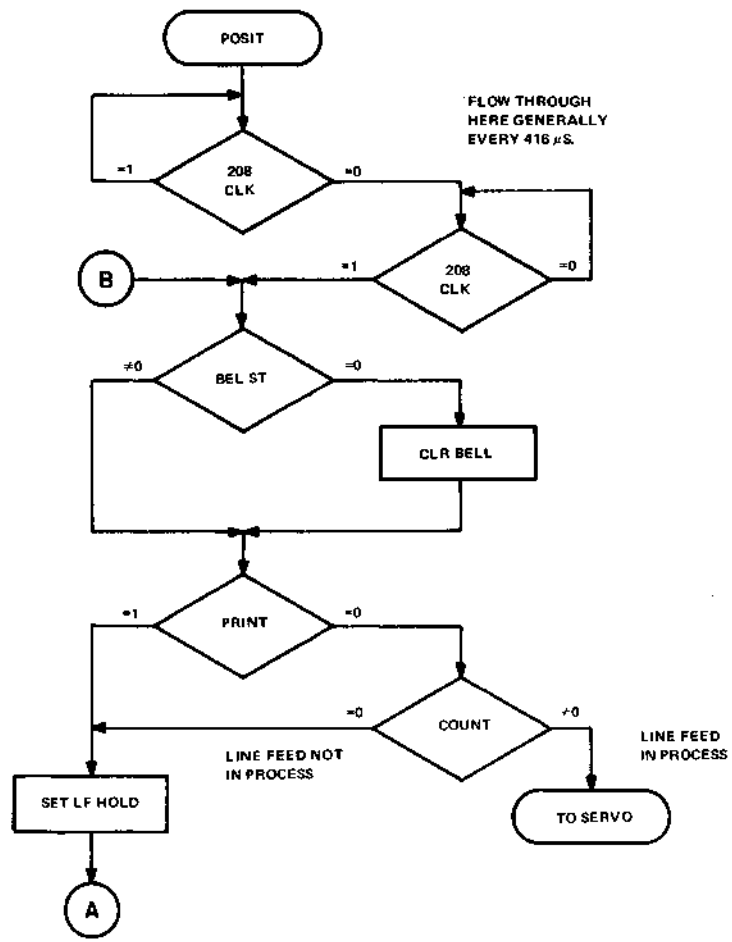 POSIT
FLOW THROUGH
HERE GENERALLY
EVERY 416 μS.
=1
208
CLK
=0
B
=1
208
CLK
=0
≠0
BEL ST
=0
CLR BELL
=1
PRINT
=0
=0
COUNT
≠0
LINE FEED NOT
IN PROCESS
LINE FEED
IN PROCESS
SET LF HOLD
TO SERVO
A